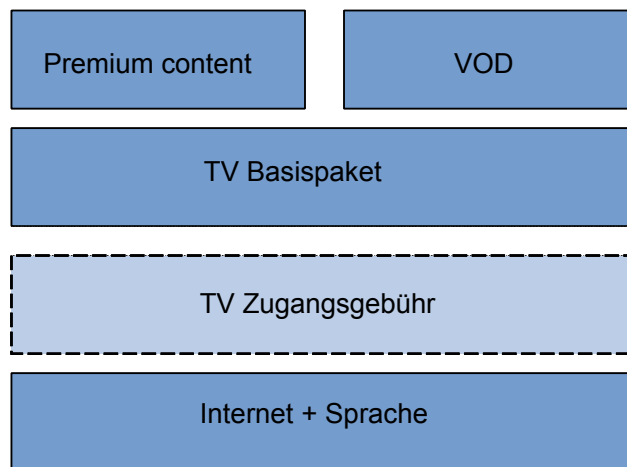 Premium content
VOD
TV Basispaket
TV Zugangsgebühr
Internet + Sprache